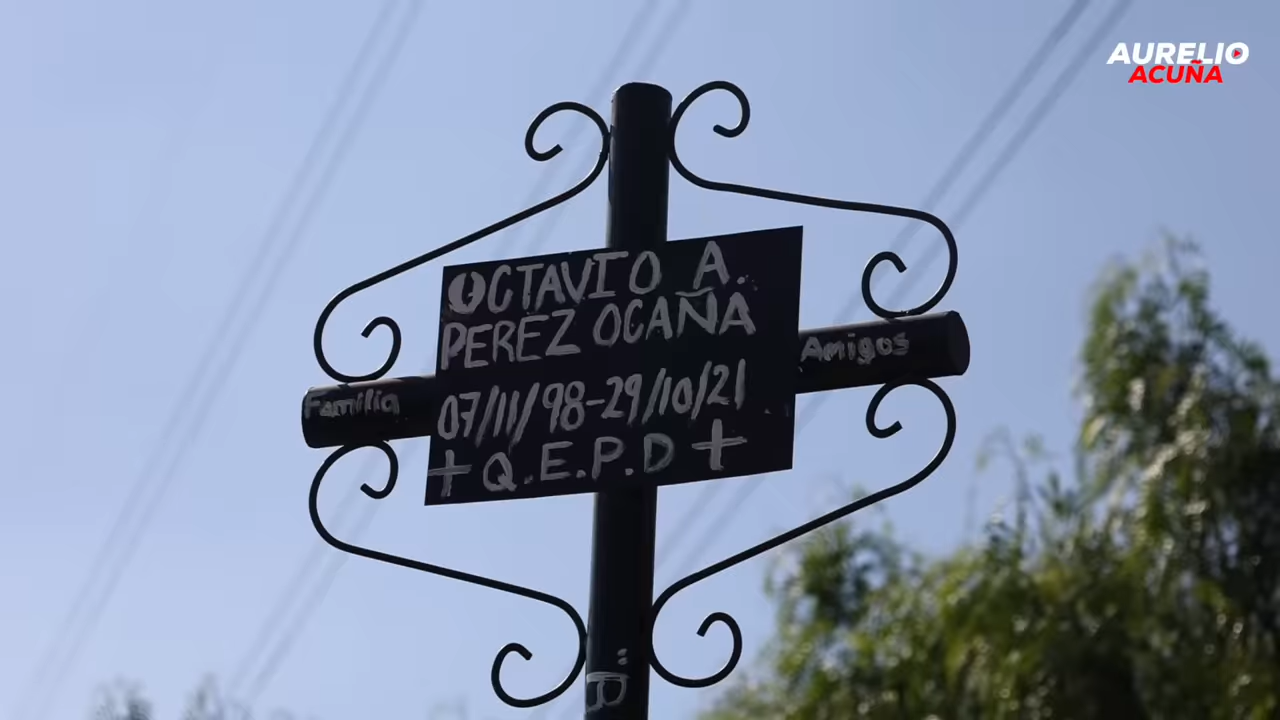 AURELIO
ACUÑA
OCTAVIO A.
PEREZ OCAÑA
Amigos
Familia
07/11/98-29/10/21
+ Q.E.P.D +
B: